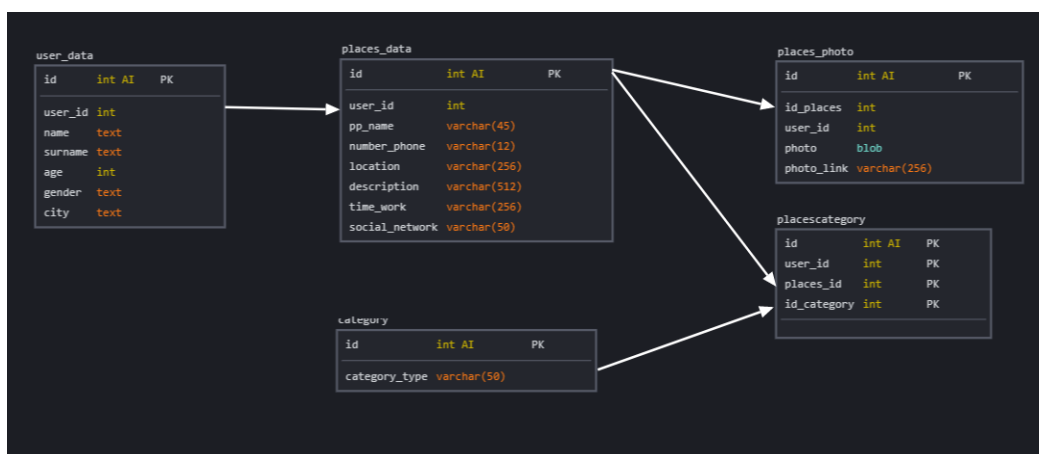 user_data
id int AI PK
user_id int
name text
surname text
age int
gender text
city text
places_data
id int AI PK
user_id int
pp_name varchar(45)
number_phone varchar(12)
location varchar(256)
description varchar(512)
time_work varchar(256)
social_network varchar(50)
places_photo
id int AI PK
id_places int
user_id int
photo blob
photo_link varchar(256)
placescategory
id int AI PK
user_id int PK
places_id int PK
id_category int PK
category
id int AI PK
category_type varchar(50)